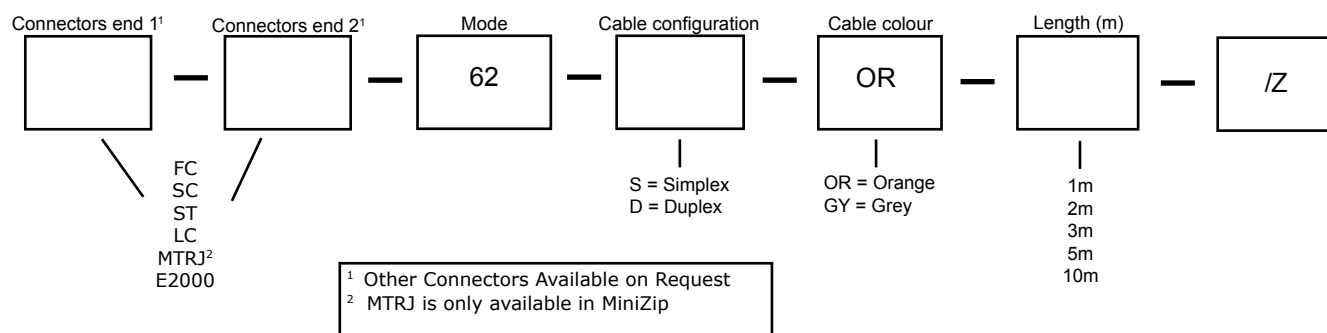 Connectors end 1¹
Connectors end 2¹
Mode
Cable configuration
Cable colour
Length (m)
62
OR
/Z
FC
SC
ST
LC
MTRJ²
E2000
S = Simplex
D = Duplex
OR = Orange
GY = Grey
1m
2m
3m
5m
10m
¹ Other Connectors Available on Request
² MTRJ is only available in MiniZip